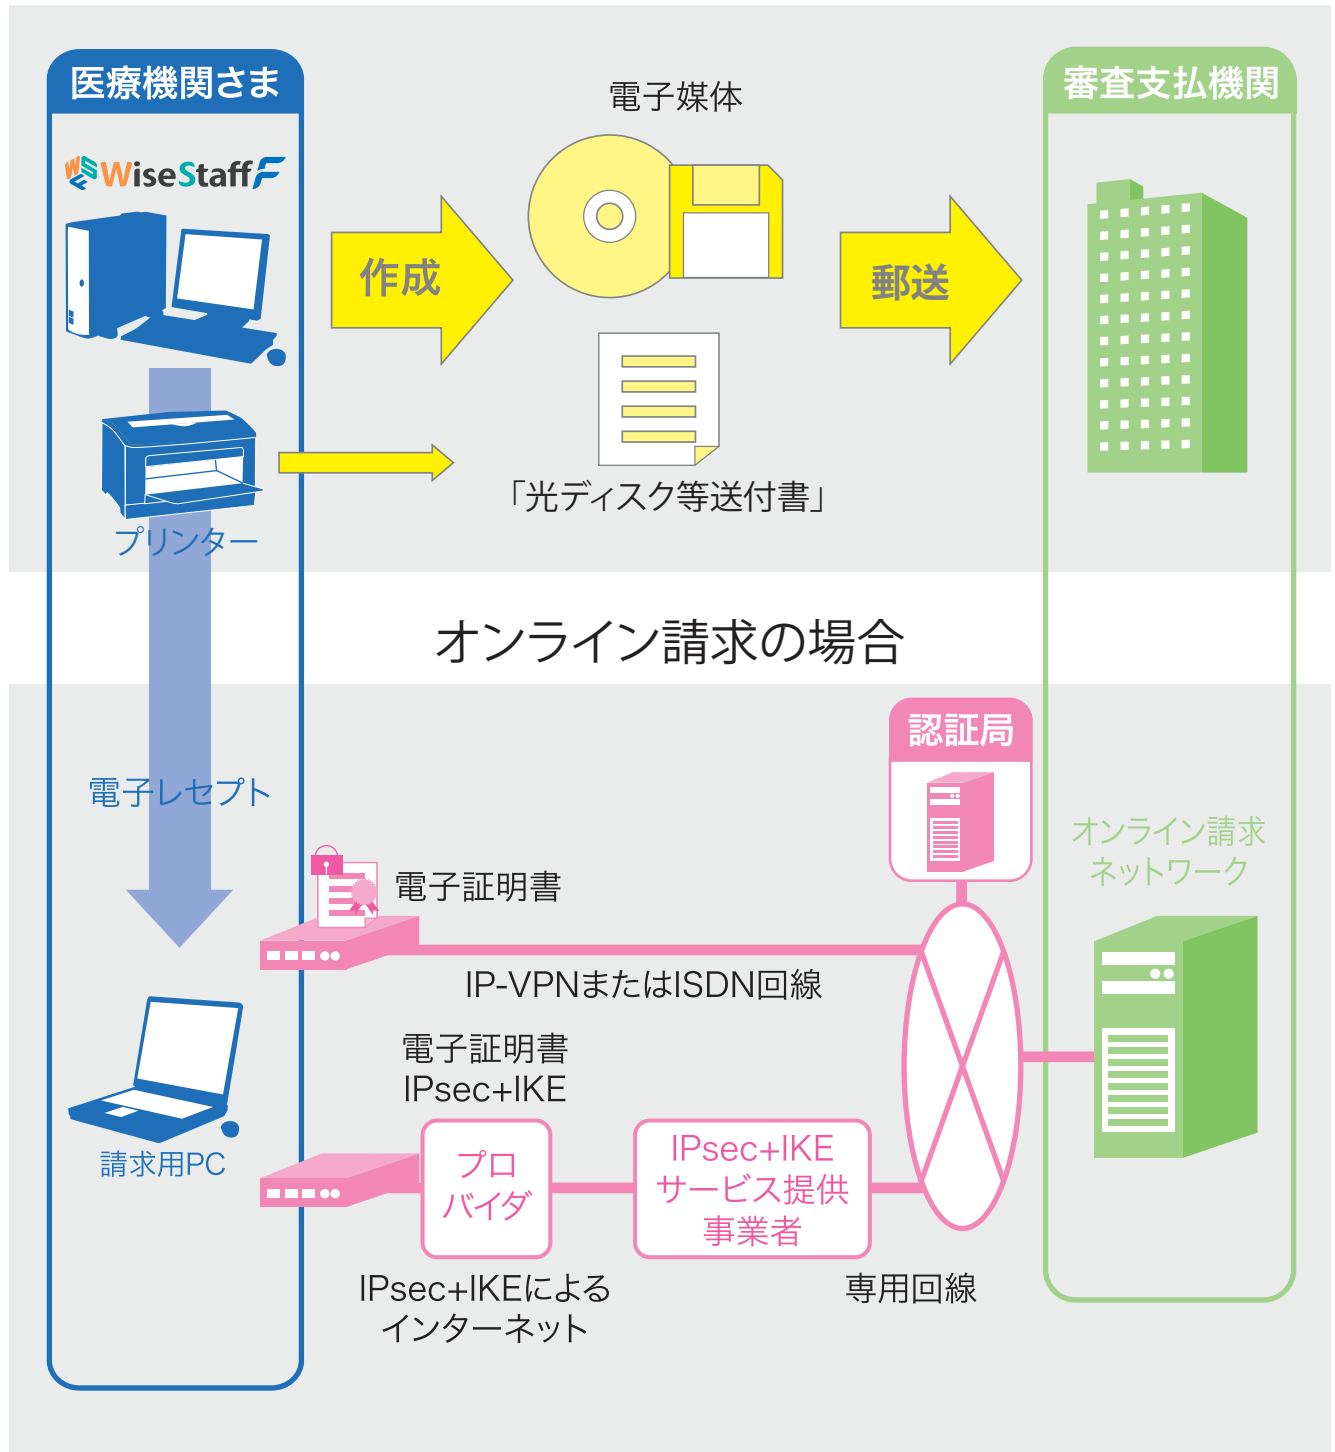 医療機関さま
WiseStaff
電子媒体
審査支払機関
作成
郵送
「光ディスク等送付書」
プリンター
オンライン請求の場合
電子レセプト
認証局
電子証明書
オンライン請求
ネットワーク
IP-VPNまたはISDN回線
請求用PC
電子証明書
IPsec+IKE
プロ
バイダ
IPsec+IKE
サービス提供
事業者
IPsec+IKEによる
インターネット
専用回線